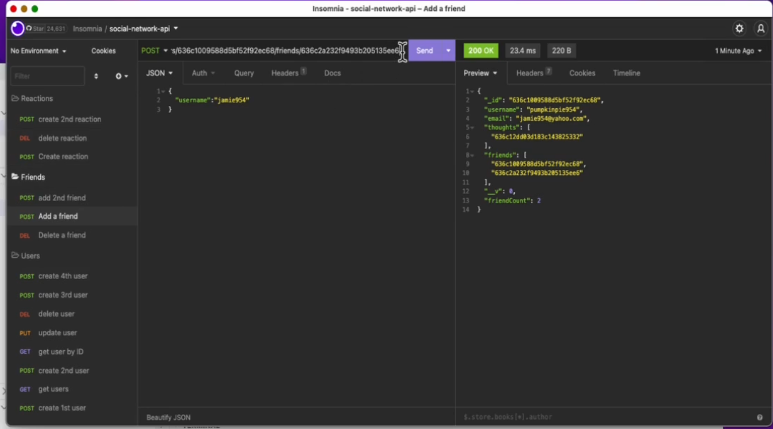 Insomnia - social-network-api – Add a friend
Star 24,631
Insomnia / social-network-api
No Environment
Cookies
POST
Send
200 OK
23.4 ms
220 B
1 Minute Ago
Filter
JSON
Auth
Query
Headers 1
Docs
Preview
Headers 7
Cookies
Timeline
Reactions
POST create 2nd reaction
DEL delete reaction
POST Create reaction
Friends
POST add 2nd friend
POST Add a friend
DEL Delete a friend
Users
POST create 4th user
POST create 3rd user
DEL delete user
PUT update user
GET get user by ID
POST create 2nd user
GET get users
POST create 1st user
1 {
2 "username":"jamie954"
3 }
1 {
2 "_id": "636c1009588d5bf52f92ec68",
3 "username": "pumpkinpie954",
4 "email": "jamie954@yahoo.com",
5 "thoughts": [
6 "636c12dd03d183c143825332"
7 ],
8 "friends": [
9 "636c1009588d5bf52f92ec68",
10 "636c2a232f9493b205135ee6"
11 ],
12 "__v": 0,
13 "friendCount": 2
14 }
Beautify JSON
$.store.books[*].author